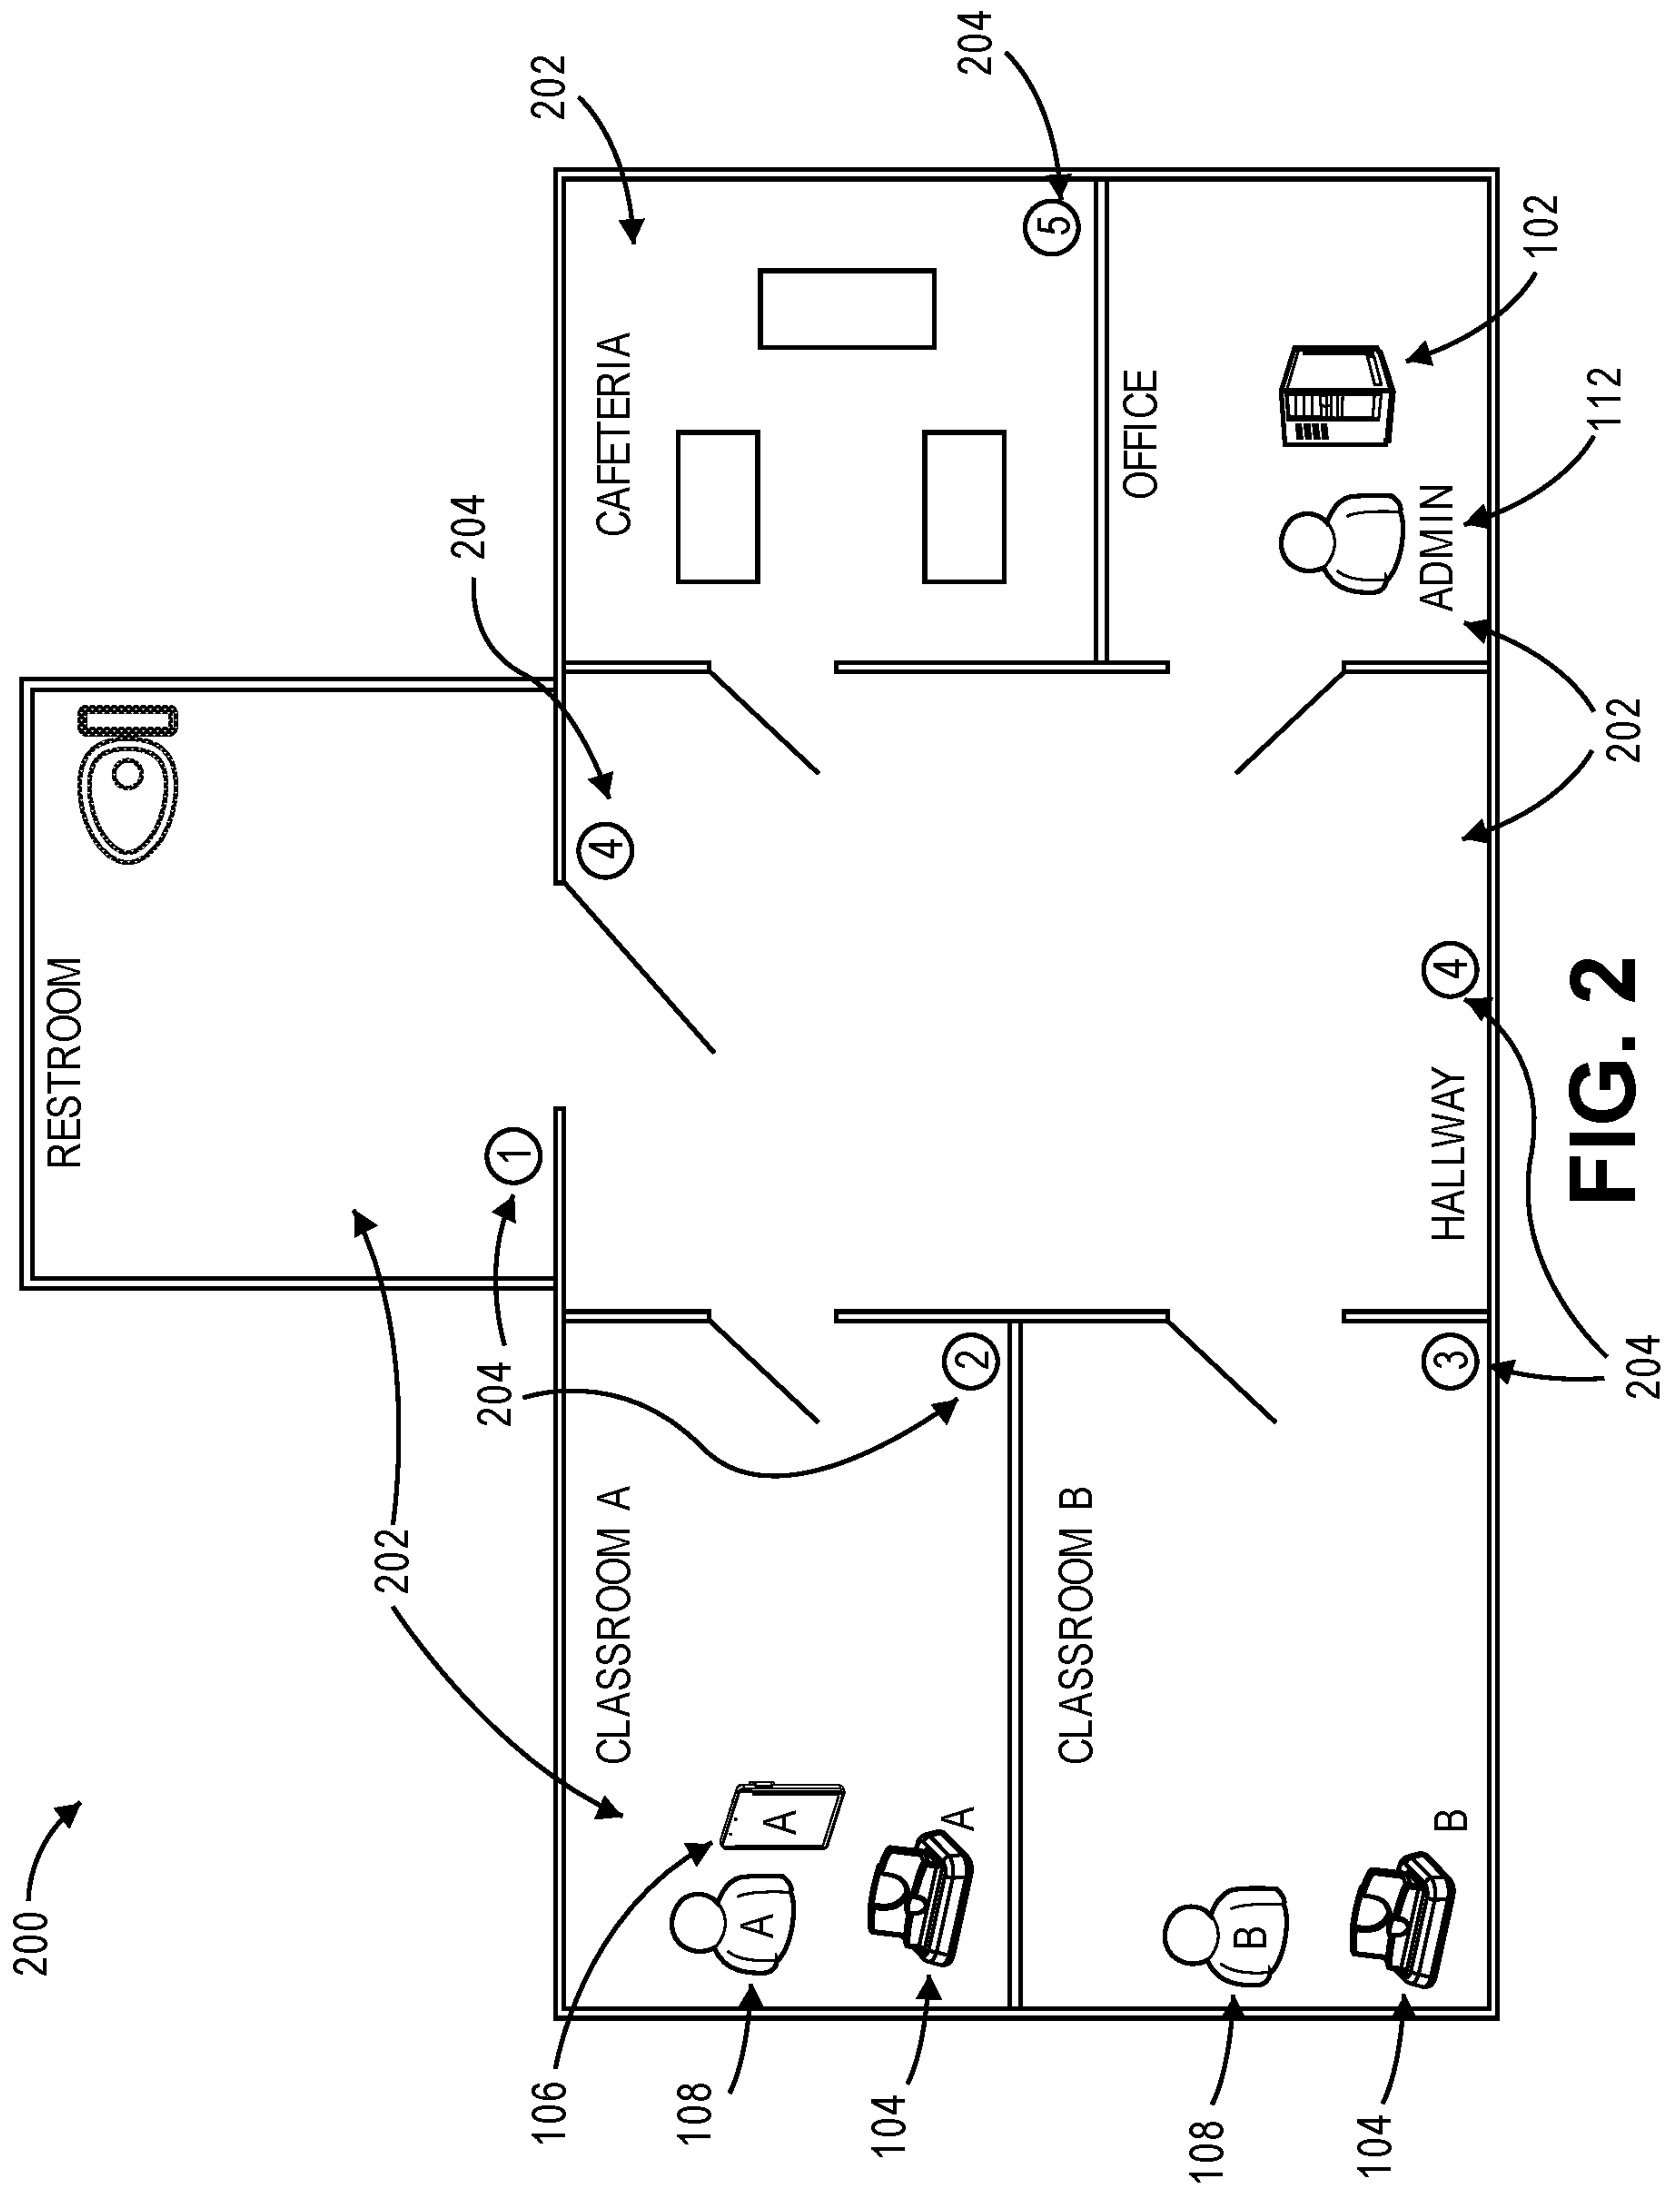 200
RESTROOM
202
204
204
1
106
202
4
CLASSROOM A
CAFETERIA
108
A
A
104
A
2
204
5
CLASSROOM B
OFFICE
108
B
104
B
3
HALLWAY
4
ADMIN
102
112
202
204
FIG. 2